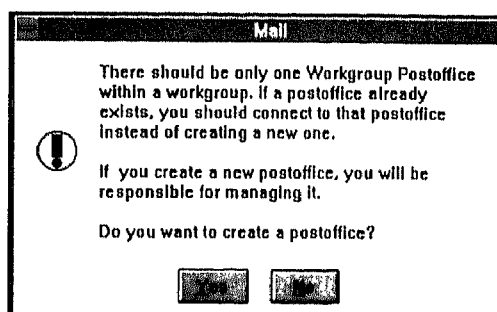 Mail
There should be only one Workgroup Postoffice
within a workgroup. If a postoffice already
exists, you should connect to that postoffice
instead of creating a new one.
If you create a new postoffice, you will be
responsible for managing it.
Do you want to create a postoffice?
Yes No